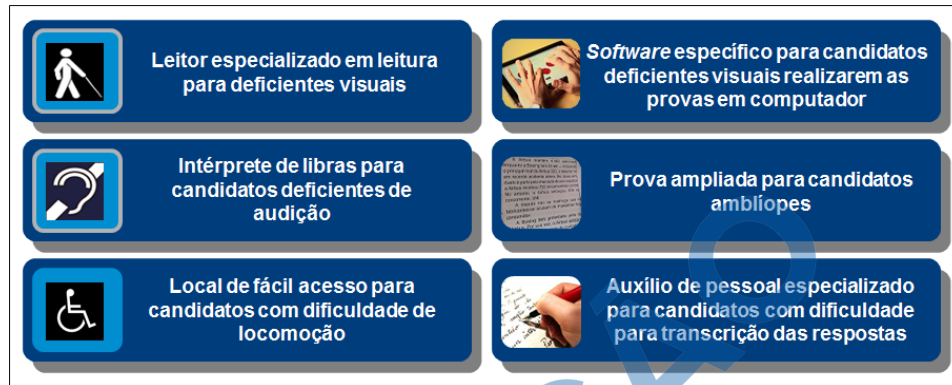 Leitor especializado em leitura
para deficientes visuais
Software específico para candidatos
deficientes visuais realizarem as
provas em computador
Intérprete de libras para
candidatos deficientes de
audição
Prova ampliada para candidatos
amblíopes
Local de fácil acesso para
candidatos com dificuldade de
locomoção
Auxílio de pessoal especializado
para candidatos com dificuldade
para transcrição das respostas